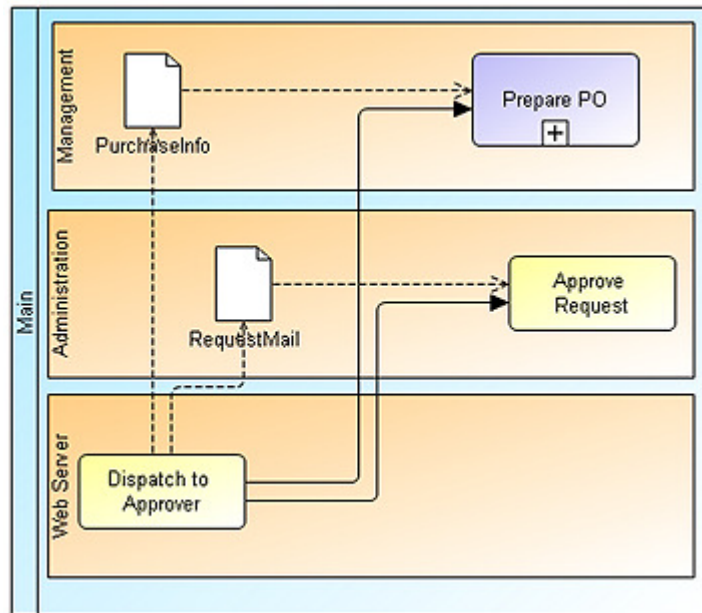 Main
Management
PurchaseInfo
Prepare PO
Administration
RequestMail
Approve
Request
Web Server
Dispatch to
Approver